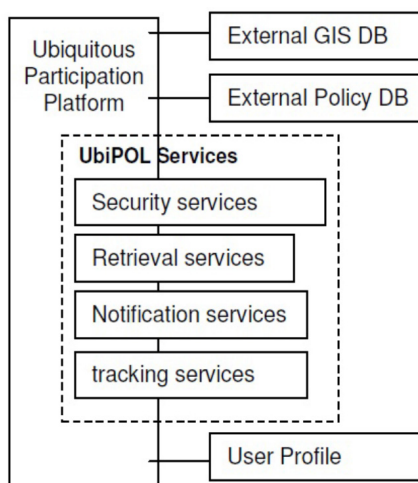 Ubiquitous
Participation
Platform
External GIS DB
External Policy DB
UbiPOL Services
Security services
Retrieval services
Notification services
tracking services
User Profile